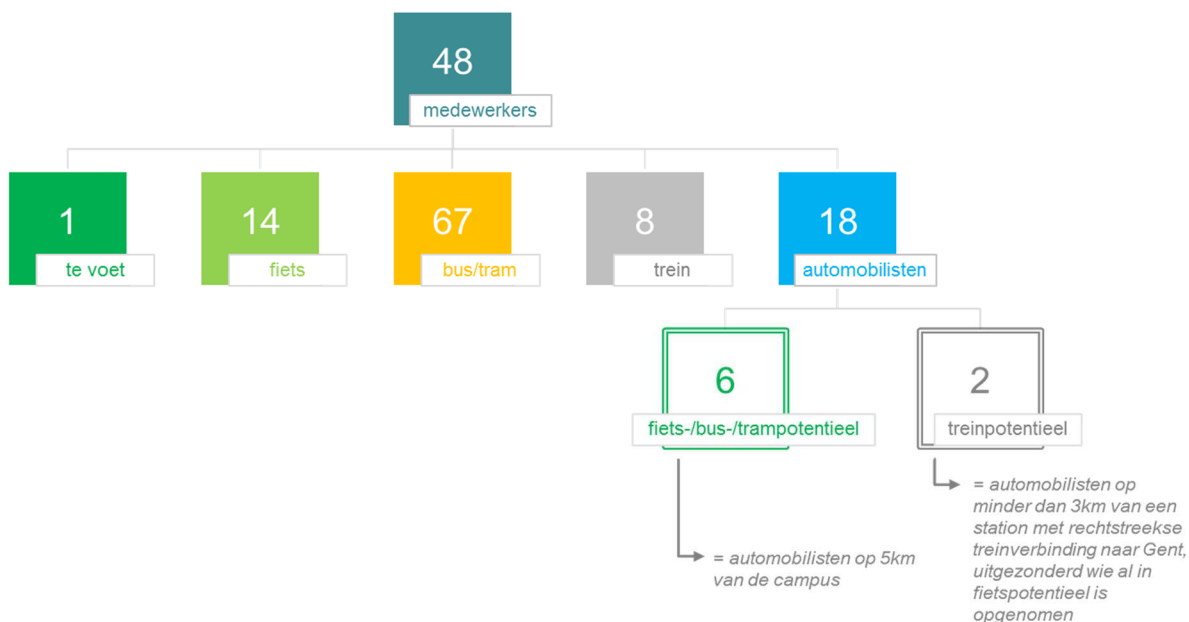 48
medewerkers
1
te voet
14
fiets
67
bus/tram
8
trein
18
automobilisten
6
fiets-/bus-/trampotentieel
2
treinpotentieel
= automobilisten op 5km
van de campus
= automobilisten op
minder dan 3km van een
station met rechtstreekse
treinverbinding naar Gent,
uitgezonderd wie al in
fietspotentieel is
opgenomen